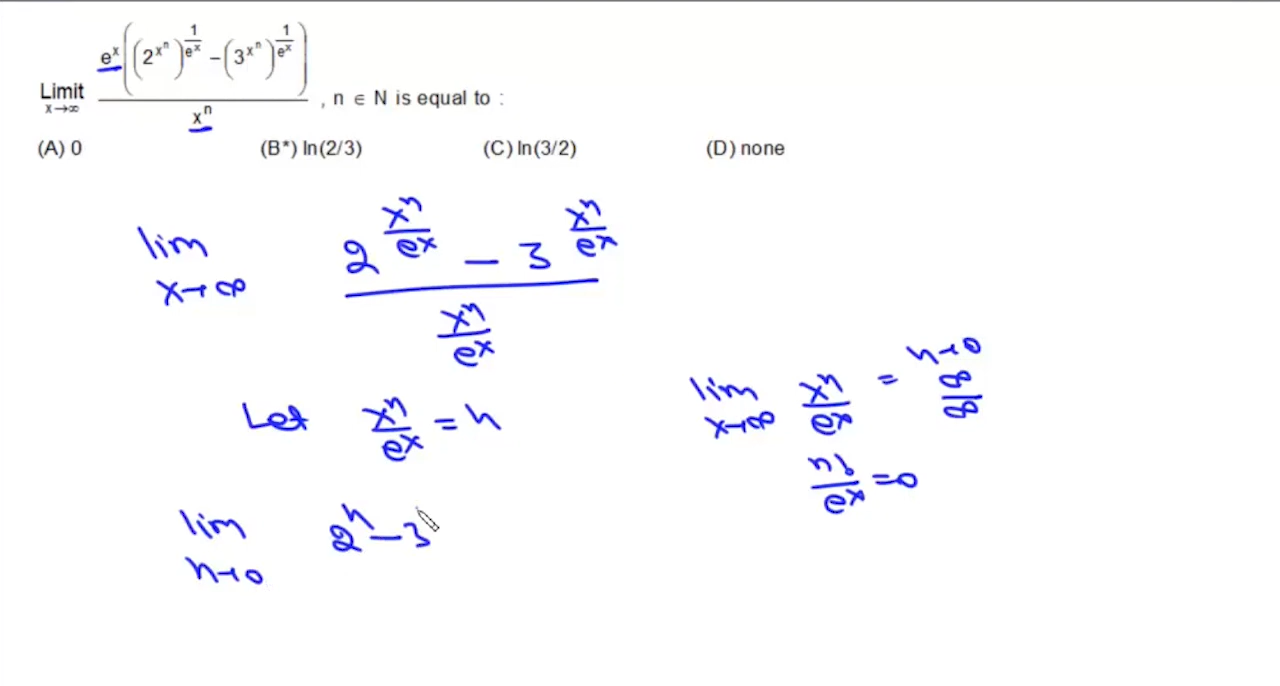 Limit x→∞ e^x((2^(x^n))^(1/e^x) − (3^(x^n))^(1/e^x)) / x^n , n ∈ N is equal to :
(A) 0 (B*) ln(2/3) (C) ln(3/2) (D) none
lim x→∞ (2^(x^n/e^x) − 3^(x^n/e^x)) / (x^n/e^x)
Let x^n/e^x = h
lim x→∞ x^n/e^x = ∞/∞ h→0
n!/e^x = 0
lim h→0 2^h − 3